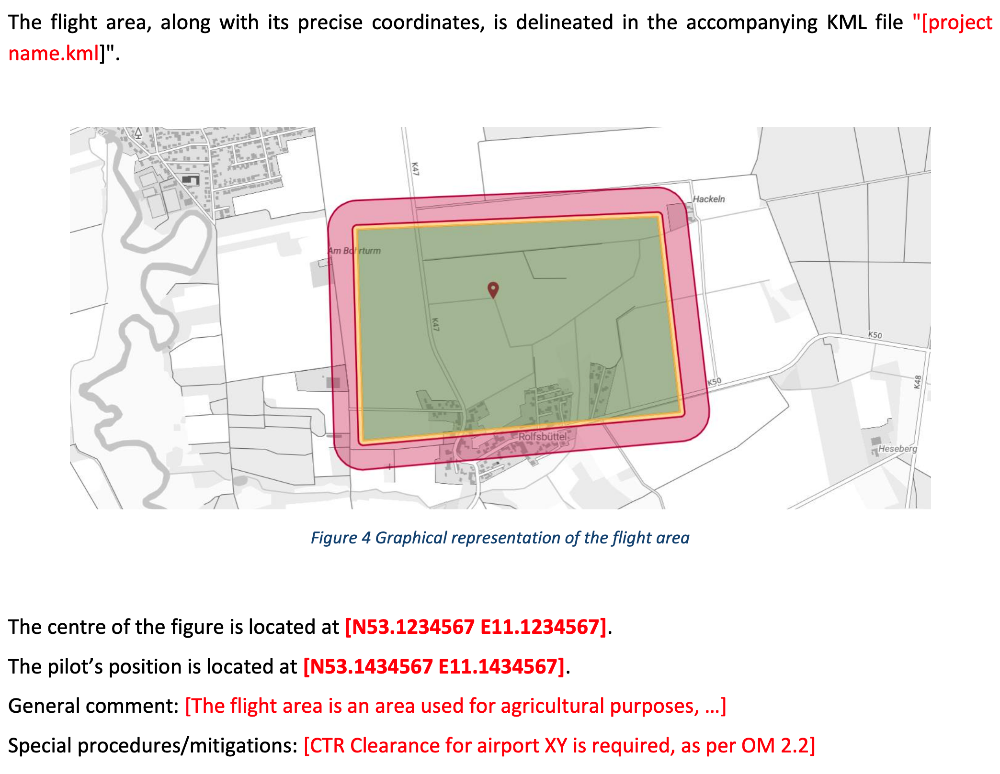 The flight area, along with its precise coordinates, is delineated in the accompanying KML file "[project
name.kml]".
K47
Hackeln
Am Bohrturm
K47
K50
K50
K48
Rolfsbüttel
Heseberg
Figure 4 Graphical representation of the flight area
The centre of the figure is located at [N53.1234567 E11.1234567].
The pilot’s position is located at [N53.1434567 E11.1434567].
General comment: [The flight area is an area used for agricultural purposes, ...]
Special procedures/mitigations: [CTR Clearance for airport XY is required, as per OM 2.2]